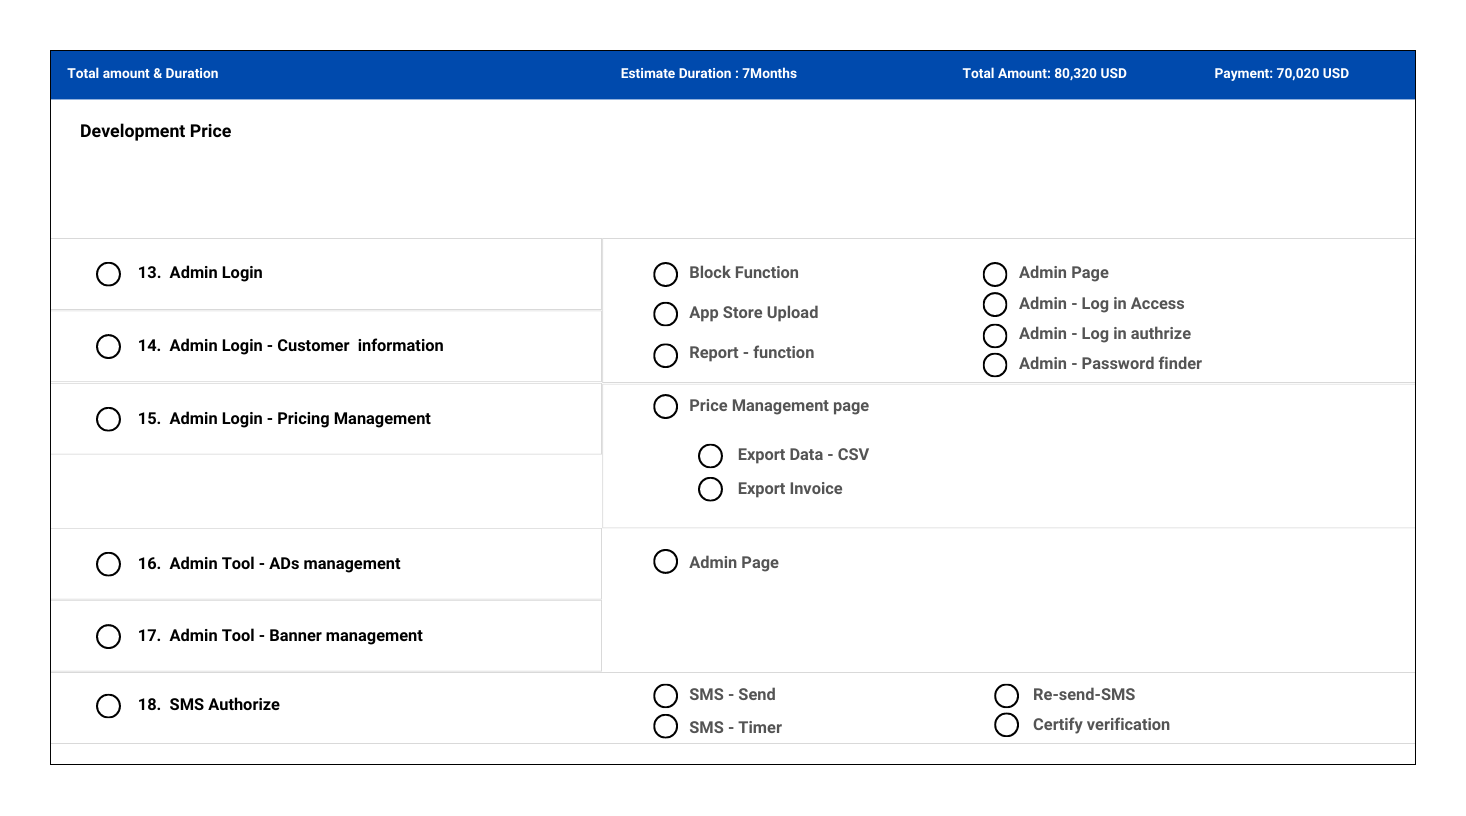 Total amount & Duration
Estimate Duration : 7Months
Total Amount: 80,320 USD
Payment: 70,020 USD
Development Price
13. Admin Login
14. Admin Login - Customer information
Block Function
App Store Upload
Report - function
Admin Page
Admin - Log in Access
Admin - Log in authrize
Admin - Password finder
15. Admin Login - Pricing Management
Price Management page
Export Data - CSV
Export Invoice
16. Admin Tool - ADs management
17. Admin Tool - Banner management
Admin Page
18. SMS Authorize
SMS - Send
SMS - Timer
Re-send-SMS
Certify verification